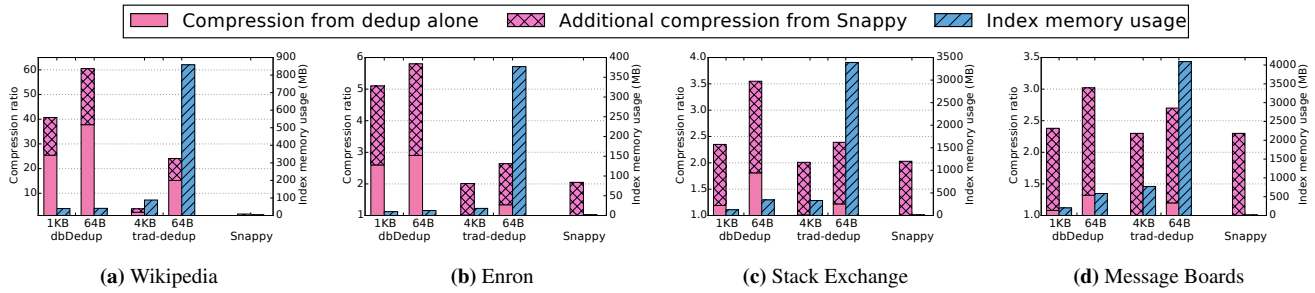 Compression from dedup alone Additional compression from Snappy Index memory usage
Compression ratio
60
50
40
30
20
10
900
800
700
600
500
400
300
200
100
0
Index memory usage (MB)
1KB 64B 4KB 64B
dbDedup trad-dedup Snappy
(a) Wikipedia
Compression ratio
6
5
4
3
2
1
400
350
300
250
200
150
100
50
0
Index memory usage (MB)
1KB 64B 4KB 64B
dbDedup trad-dedup Snappy
(b) Enron
Compression ratio
4.0
3.5
3.0
2.5
2.0
1.5
1.0
3500
3000
2500
2000
1500
1000
500
0
Index memory usage (MB)
1KB 64B 4KB 64B
dbDedup trad-dedup Snappy
(c) Stack Exchange
Compression ratio
3.5
3.0
2.5
2.0
1.5
1.0
4000
3500
3000
2500
2000
1500
1000
500
0
Index memory usage (MB)
1KB 64B 4KB 64B
dbDedup trad-dedup Snappy
(d) Message Boards